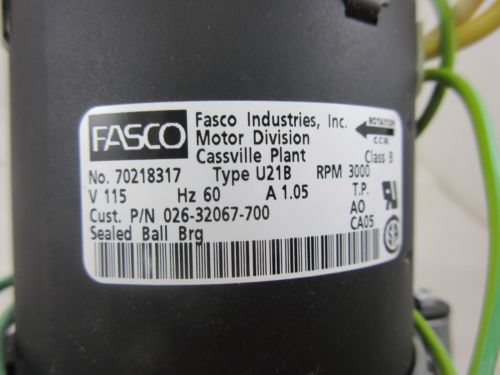 FASCO
Fasco Industries, Inc.
Motor Division
Cassville Plant
ROTATION
C.C.W.
Class B
No. 70218317 Type U21B RPM 3000
V 115 Hz 60 A 1.05 T.P.
Cust. P/N 026-32067-700 AO
Sealed Ball Brg CA05